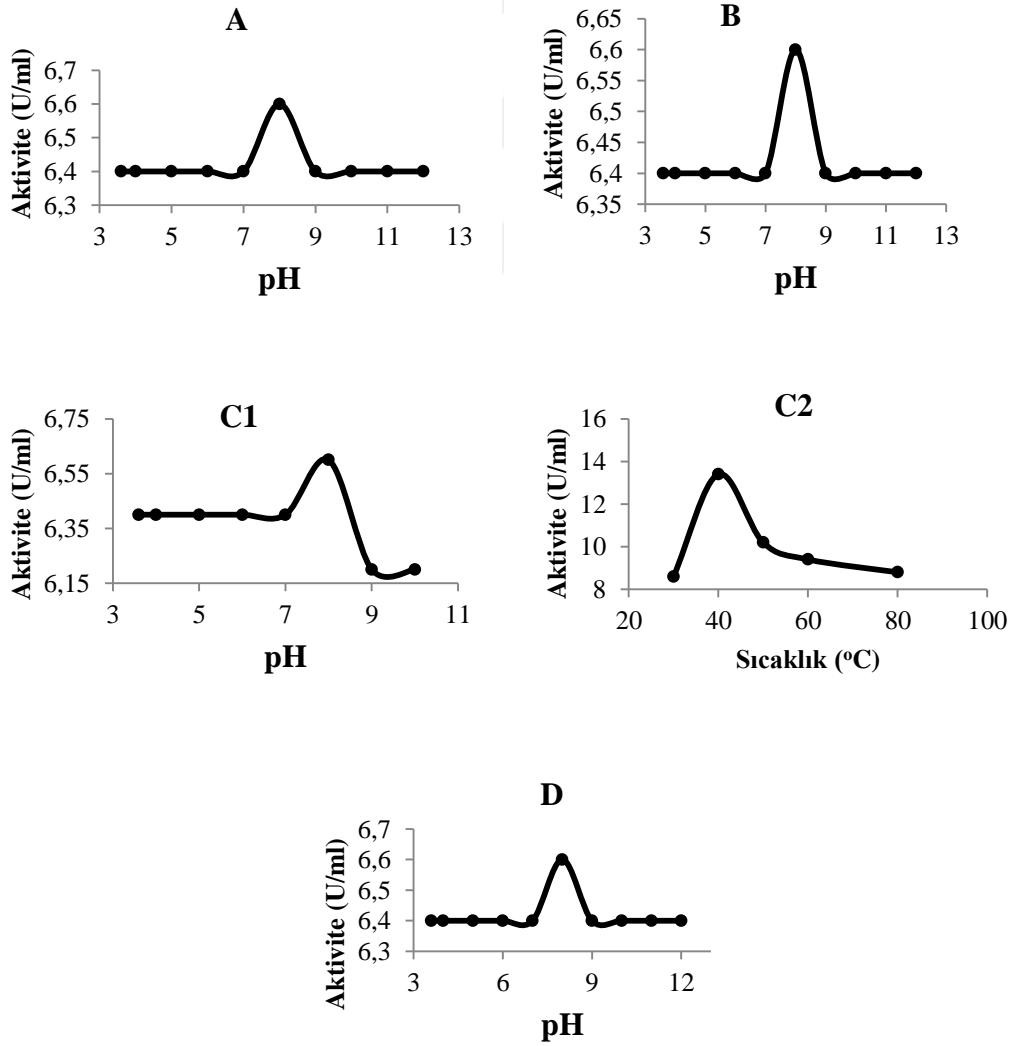 A
6,7
6,6
6,5
6,4
6,3
Aktivite (U/ml)
3 5 7 9 11 13
pH
B
6,65
6,6
6,55
6,5
6,45
6,4
6,35
Aktivite (U/ml)
3 5 7 9 11 13
pH
C1
6,75
6,55
6,35
6,15
Aktivite (U/ml)
3 5 7 9 11
pH
C2
16
14
12
10
8
Aktivite (U/ml)
20 40 60 80 100
Sıcaklık (ᵒC)
D
6,7
6,6
6,5
6,4
6,3
Aktivite (U/ml)
3 6 9 12
pH